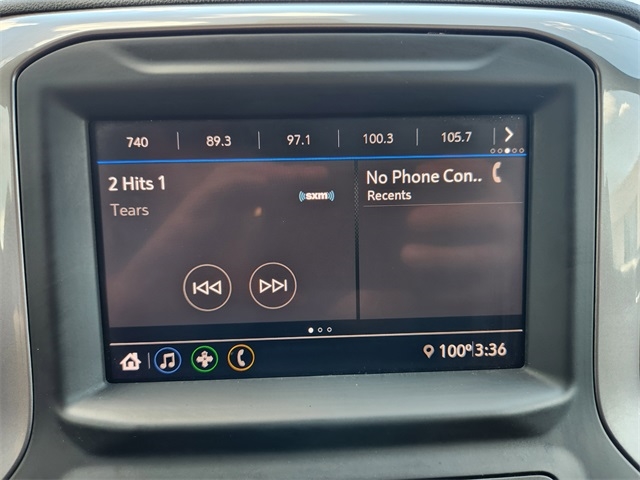 740 89.3 97.1 100.3 105.7
2 Hits 1
sxm
Tears
No Phone Con..
Recents
100° 3:36